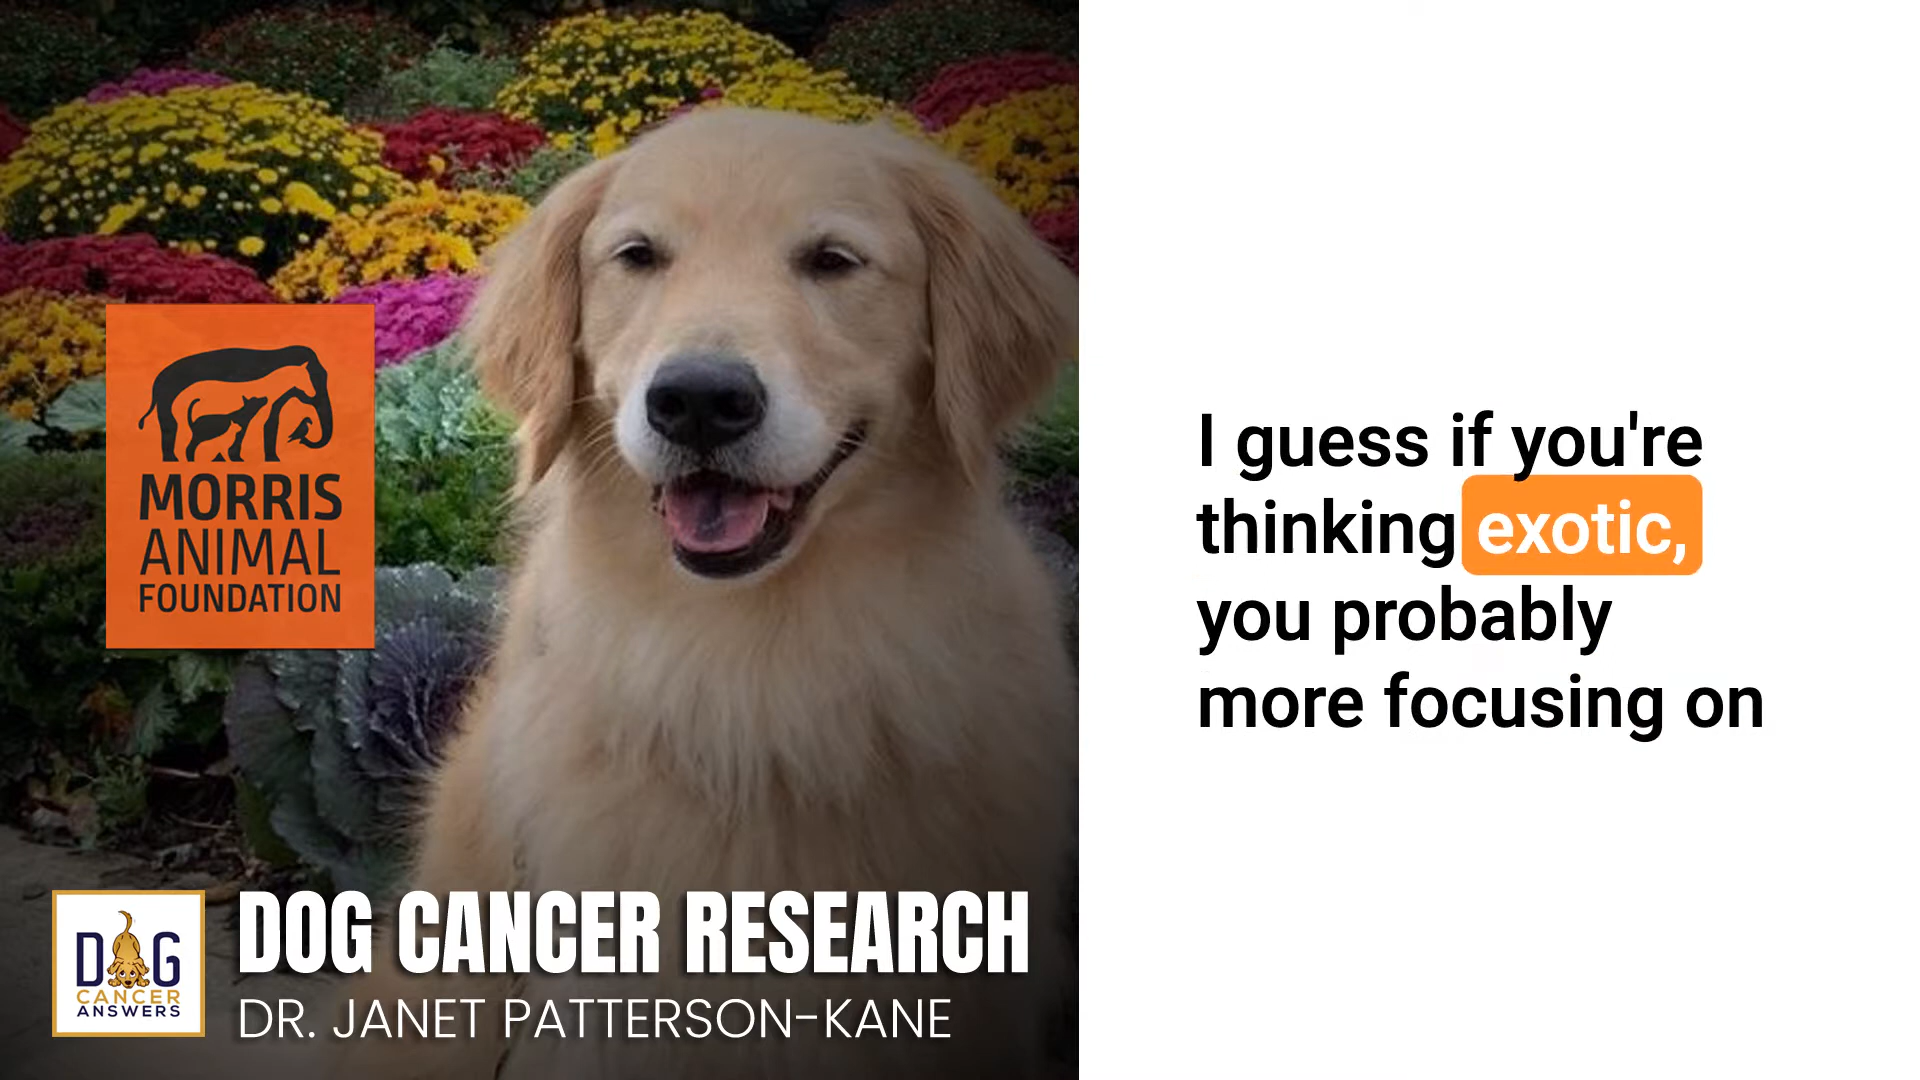 MORRIS
ANIMAL
FOUNDATION
DOG
CANCER
ANSWERS
DOG CANCER RESEARCH
DR. JANET PATTERSON-KANE
I guess if you're
thinking exotic,
you probably
more focusing on